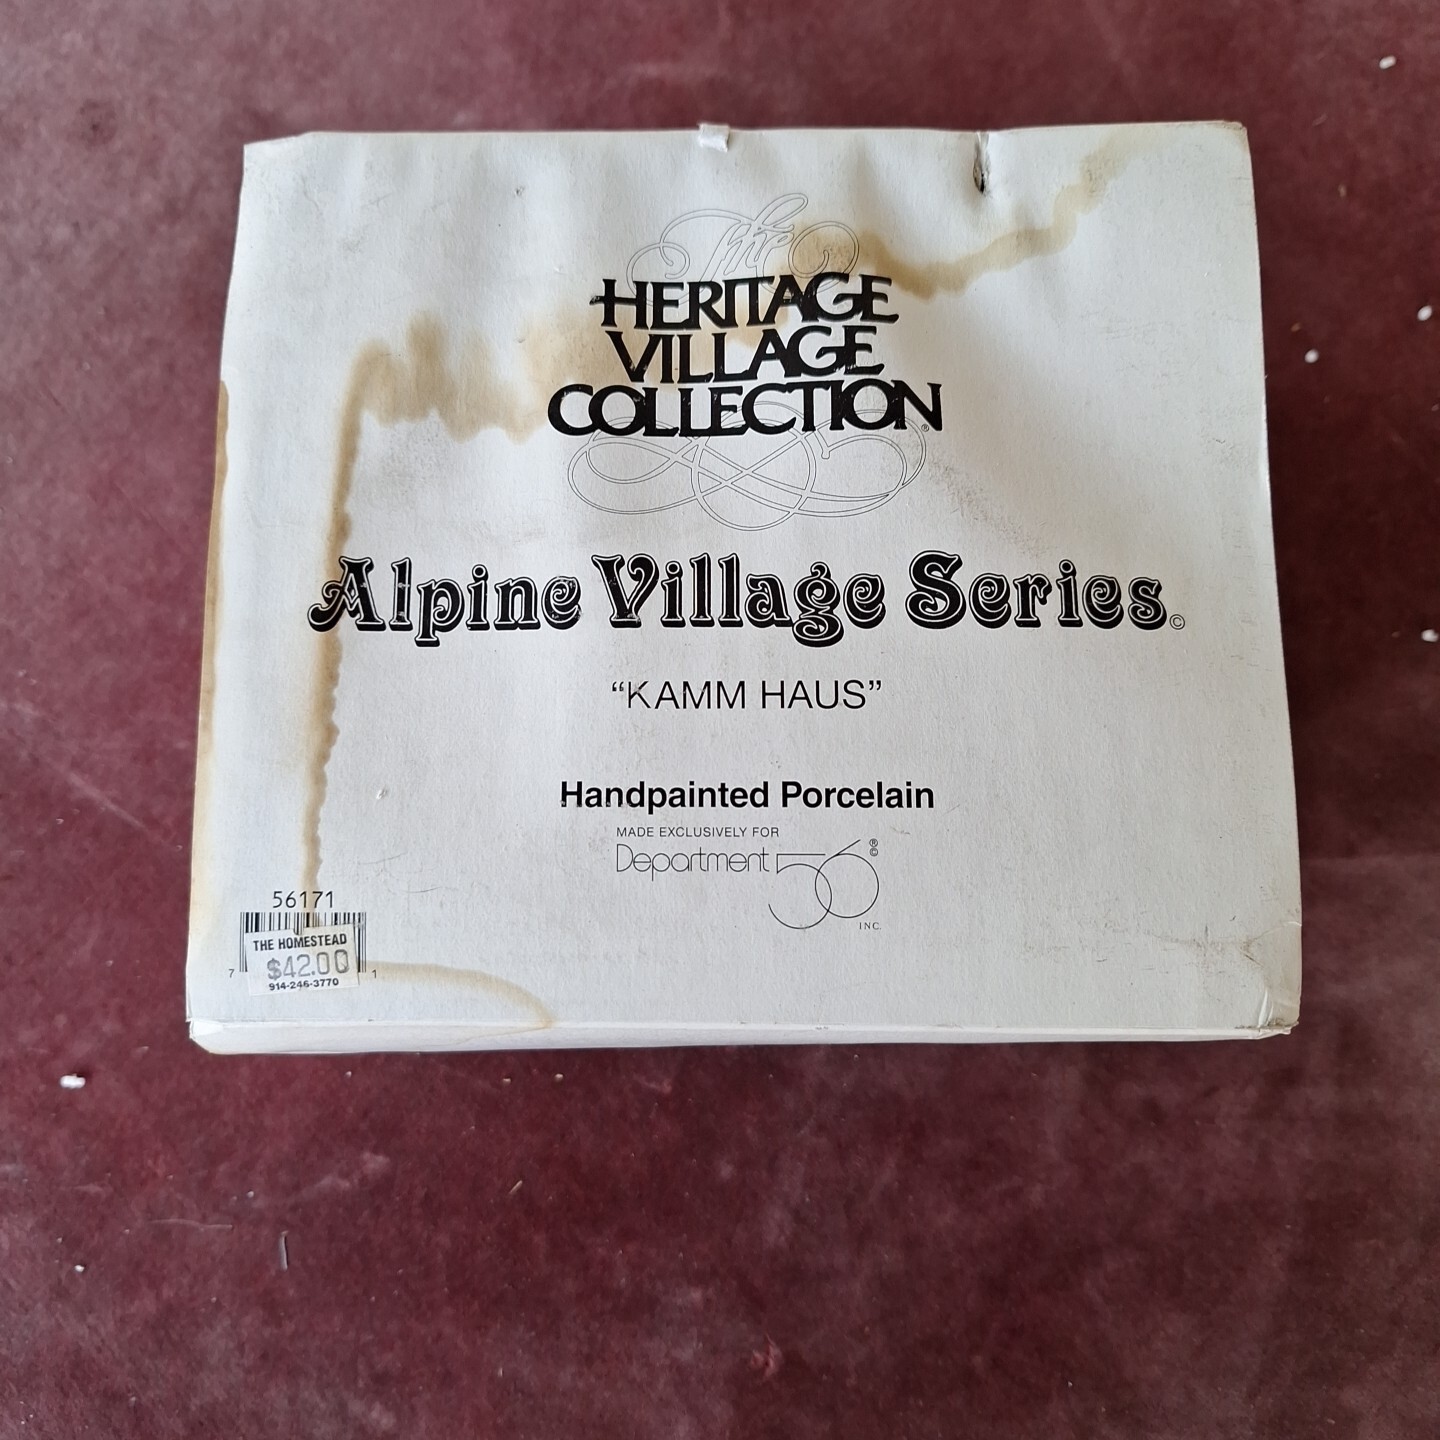 The
HERITAGE
VILLAGE
COLLECTION®
Alpine Village Series©
“KAMM HAUS”
Handpainted Porcelain
MADE EXCLUSIVELY FOR
Department 56 ®©
INC.
56171
THE HOMESTEAD
$42.00
914-246-3770
7 1